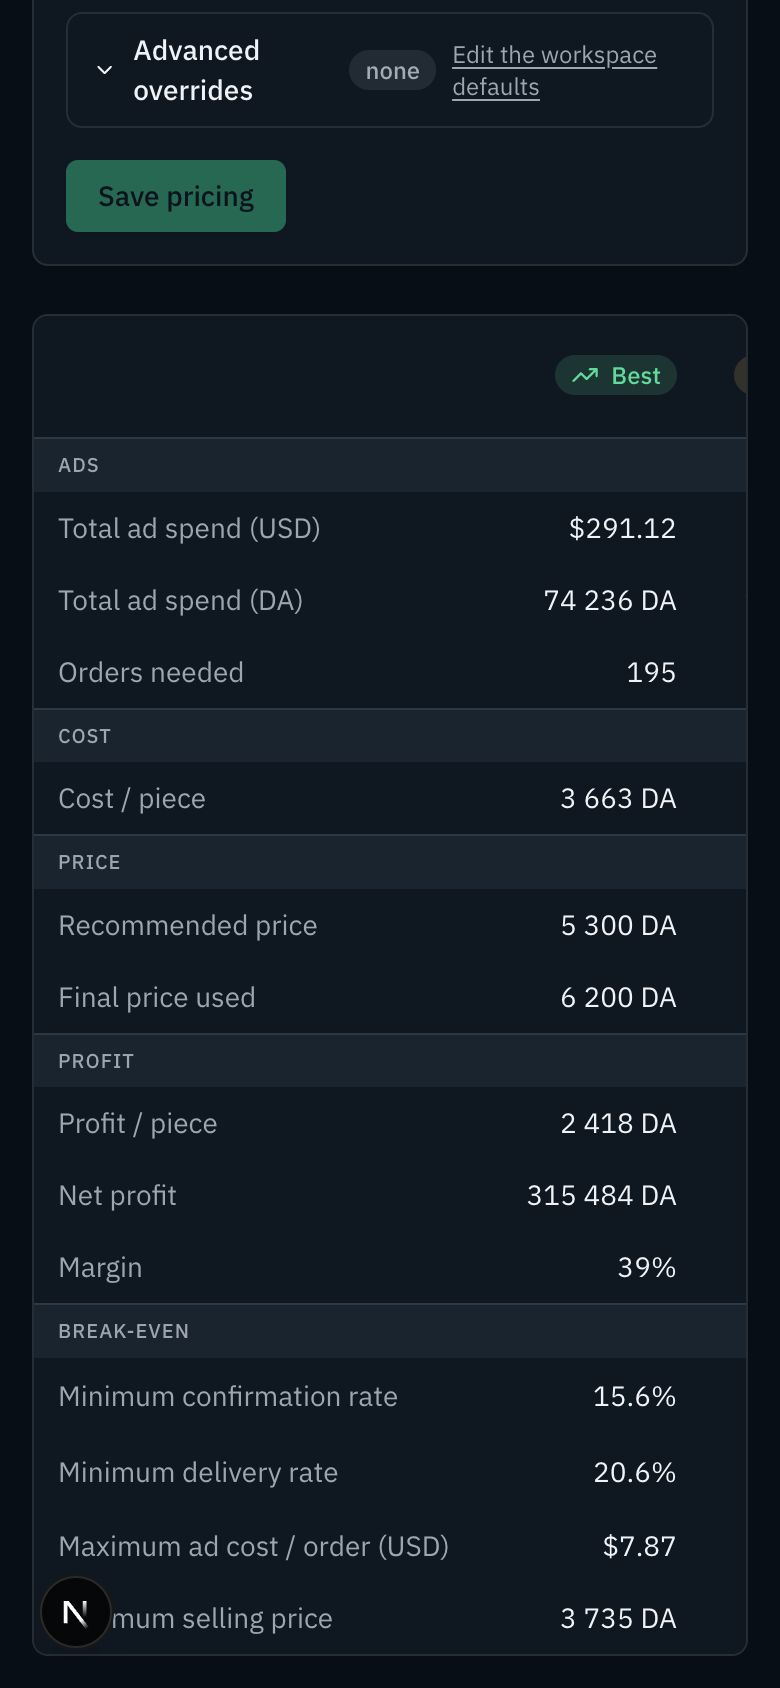 Advanced
overrides
none
Edit the workspace
defaults
Save pricing
Best
ADS
Total ad spend (USD) $291.12
Total ad spend (DA) 74 236 DA
Orders needed 195
COST
Cost / piece 3 663 DA
PRICE
Recommended price 5 300 DA
Final price used 6 200 DA
PROFIT
Profit / piece 2 418 DA
Net profit 315 484 DA
Margin 39%
BREAK-EVEN
Minimum confirmation rate 15.6%
Minimum delivery rate 20.6%
Maximum ad cost / order (USD) $7.87
N
mum selling price 3 735 DA